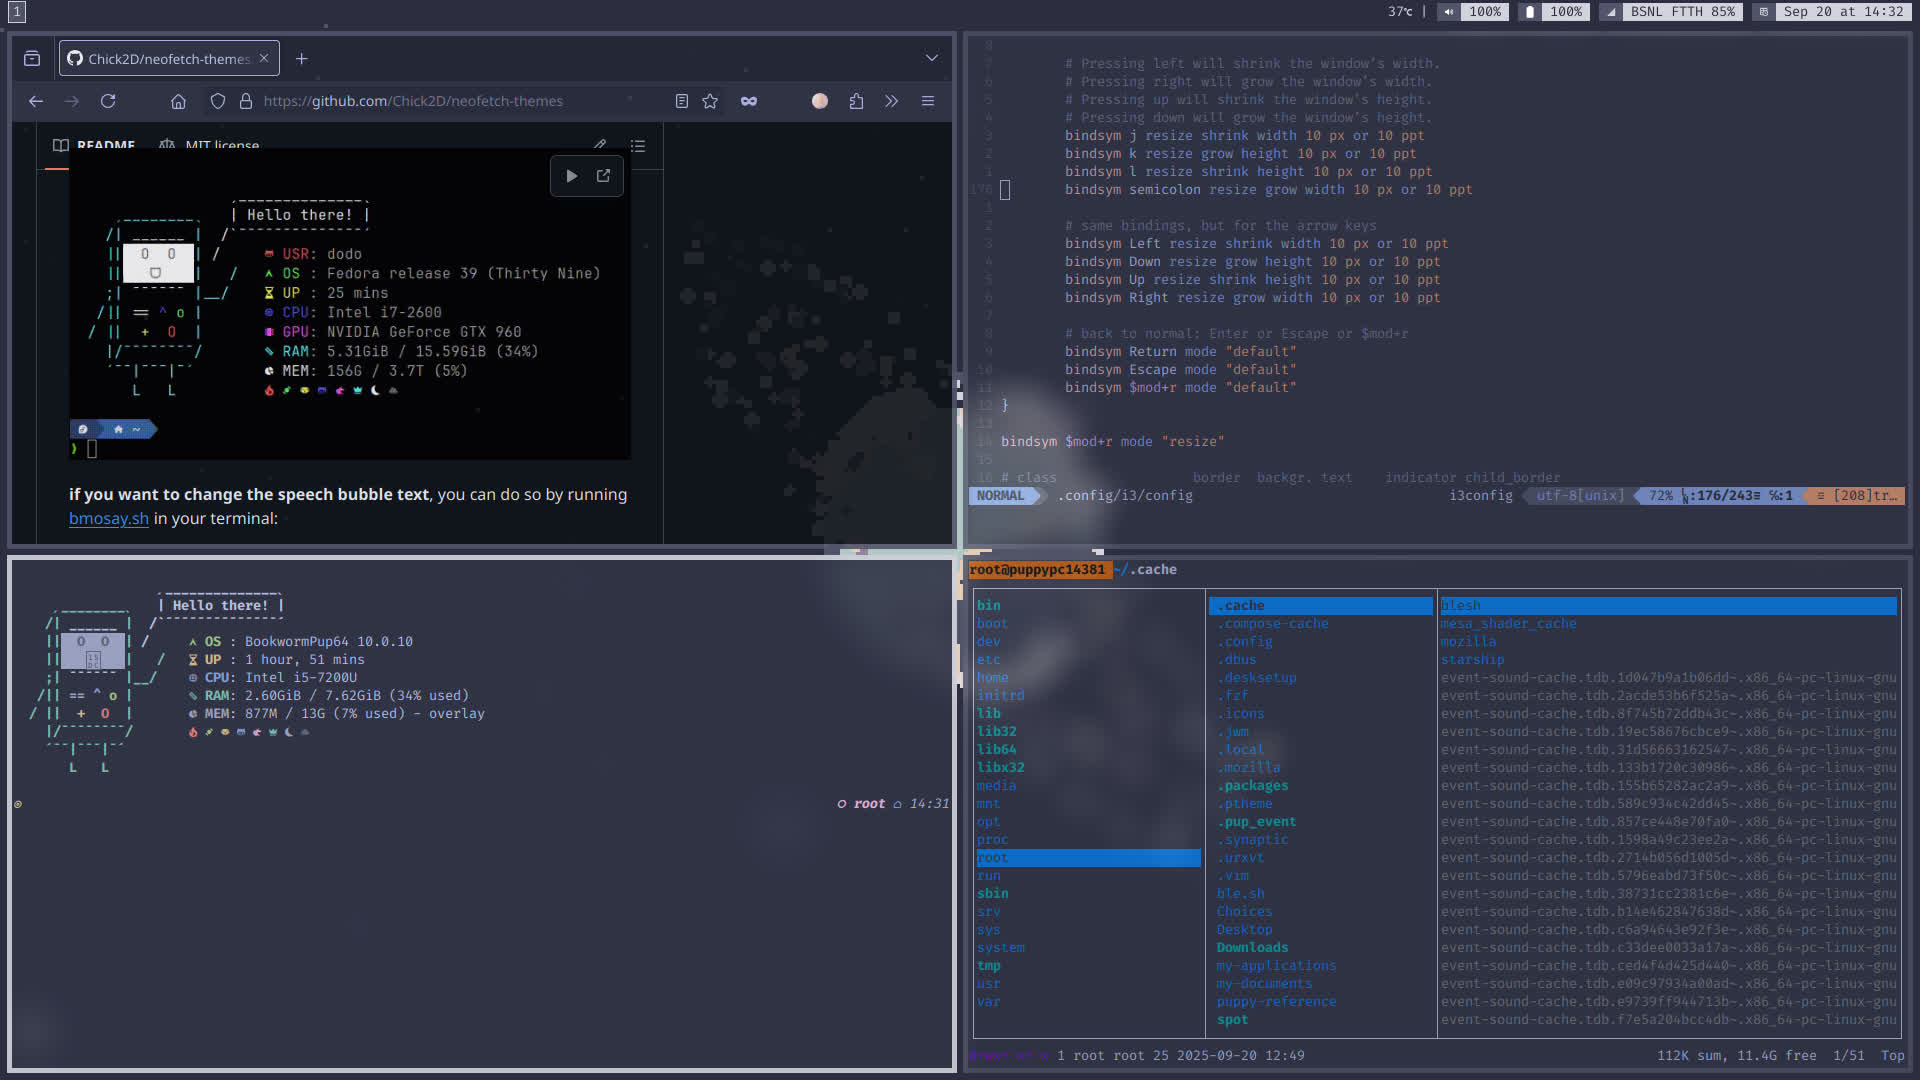 1
37℃ | 100% 100% BSNL FTTH 85% Sep 20 at 14:32
Chick2D/neofetch-themes
https://github.com/Chick2D/neofetch-themes
README MIT license
| Hello there! |
USR: dodo
OS : Fedora release 39 (Thirty Nine)
UP : 25 mins
CPU: Intel i7-2600
GPU: NVIDIA GeForce GTX 960
RAM: 5.31GiB / 15.59GiB (34%)
MEM: 156G / 3.7T (5%)
~
if you want to change the speech bubble text, you can do so by running
bmosay.sh in your terminal:
8
7 # Pressing left will shrink the window's width.
6 # Pressing right will grow the window's width.
5 # Pressing up will shrink the window's height.
4 # Pressing down will grow the window's height.
3 bindsym j resize shrink width 10 px or 10 ppt
2 bindsym k resize grow height 10 px or 10 ppt
1 bindsym l resize shrink height 10 px or 10 ppt
176 bindsym semicolon resize grow width 10 px or 10 ppt
1
2 # same bindings, but for the arrow keys
3 bindsym Left resize shrink width 10 px or 10 ppt
4 bindsym Down resize grow height 10 px or 10 ppt
5 bindsym Up resize shrink height 10 px or 10 ppt
6 bindsym Right resize grow width 10 px or 10 ppt
7
8 # back to normal: Enter or Escape or $mod+r
9 bindsym Return mode "default"
10 bindsym Escape mode "default"
11 bindsym $mod+r mode "default"
12 }
13
14 bindsym $mod+r mode "resize"
15
16 # class border backgr. text indicator child_border
NORMAL .config/i3/config i3config utf-8[unix] 72% :176/243≡ ℅:1 ≡ [208]tr…
| Hello there! |
OS : BookwormPup64 10.0.10
UP : 1 hour, 51 mins
CPU: Intel i5-7200U
RAM: 2.60GiB / 7.62GiB (34% used)
MEM: 877M / 13G (7% used) - overlay
root 14:31
root@puppypc14381 ~/.cache
bin .cache blesh
boot .compose-cache mesa_shader_cache
dev .config mozilla
etc .dbus starship
home .desksetup event-sound-cache.tdb.1d047b9a1b06dd~.x86_64-pc-linux-gnu
initrd .fzf event-sound-cache.tdb.2acde53b6f525a~.x86_64-pc-linux-gnu
lib .icons event-sound-cache.tdb.8f745b72ddb43c~.x86_64-pc-linux-gnu
lib32 .jwm event-sound-cache.tdb.19ec58676cbce9~.x86_64-pc-linux-gnu
lib64 .local event-sound-cache.tdb.31d56663162547~.x86_64-pc-linux-gnu
libx32 .mozilla event-sound-cache.tdb.133b1720c30986~.x86_64-pc-linux-gnu
media .packages event-sound-cache.tdb.155b65282ac2a9~.x86_64-pc-linux-gnu
mnt .ptheme event-sound-cache.tdb.589c934c42dd45~.x86_64-pc-linux-gnu
opt .pup_event event-sound-cache.tdb.857ce448e70fa0~.x86_64-pc-linux-gnu
proc .synaptic event-sound-cache.tdb.1598a49c23ee2a~.x86_64-pc-linux-gnu
root .urxvt event-sound-cache.tdb.2714b056d1005d~.x86_64-pc-linux-gnu
run .vim event-sound-cache.tdb.5796eabd73f50c~.x86_64-pc-linux-gnu
sbin ble.sh event-sound-cache.tdb.38731cc2381c6e~.x86_64-pc-linux-gnu
srv Choices event-sound-cache.tdb.b14e462847638d~.x86_64-pc-linux-gnu
sys Desktop event-sound-cache.tdb.c6a94643e92f3e~.x86_64-pc-linux-gnu
system Downloads event-sound-cache.tdb.c33dee0033a17a~.x86_64-pc-linux-gnu
tmp my-applications event-sound-cache.tdb.ced4f4d425d440~.x86_64-pc-linux-gnu
usr my-documents event-sound-cache.tdb.e09c97934a00ad~.x86_64-pc-linux-gnu
var puppy-reference event-sound-cache.tdb.e9739ff944713b~.x86_64-pc-linux-gnu
spot event-sound-cache.tdb.f7e5a204bcc4db~.x86_64-pc-linux-gnu
1 root root 25 2025-09-20 12:49 112K sum, 11.4G free 1/51 Top